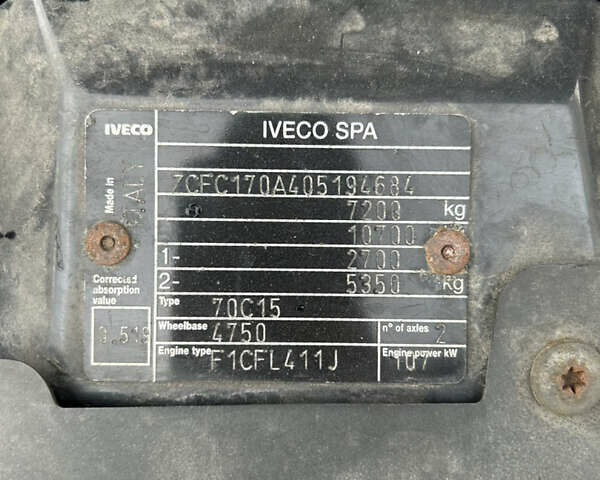 IVECO
IVECO SPA
Made in
ITALY
ZCFC170A405194684
7200 kg
10700
1- 2700
2- 5350 kg
Corrected
absorption
value
Type 70C15
Wheelbase 4750
n° of axles 2
Engine type F1CFL411J
Engine power kW
107